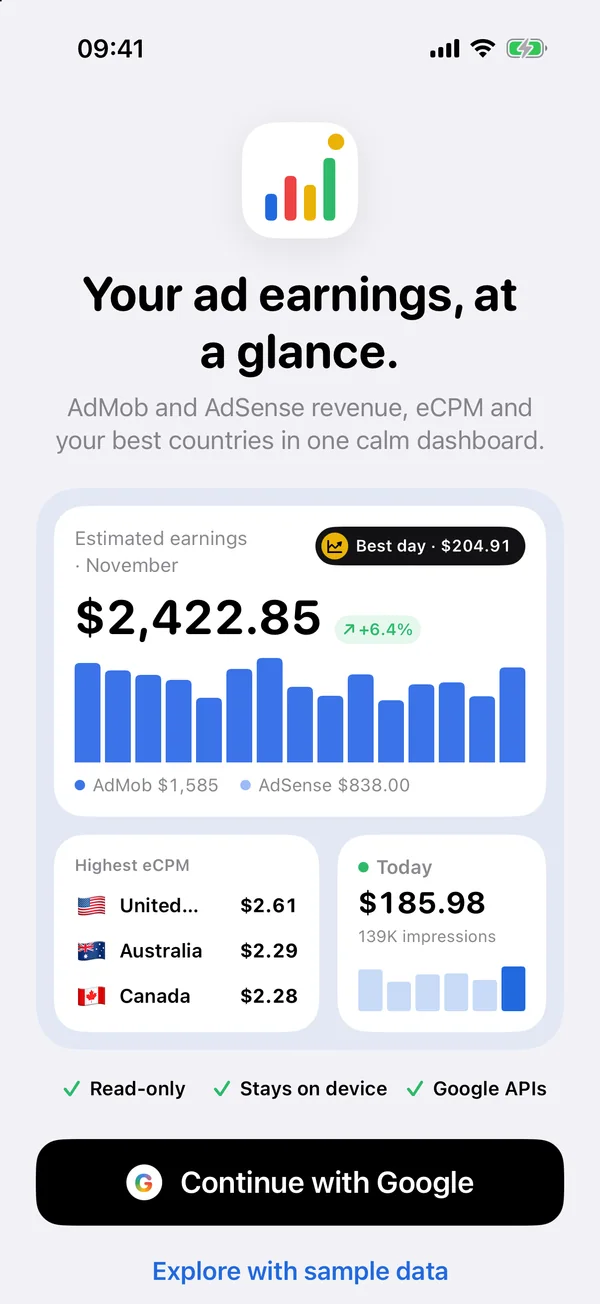 09:41
Your ad earnings, at
a glance.
AdMob and AdSense revenue, eCPM and
your best countries in one calm dashboard.
Estimated earnings
· November
Best day · $204.91
$2,422.85
+6.4%
AdMob $1,585
AdSense $838.00
Highest eCPM
United... $2.61
Australia $2.29
Canada $2.28
Today
$185.98
139K impressions
Read-only
Stays on device
Google APIs
G Continue with Google
Explore with sample data